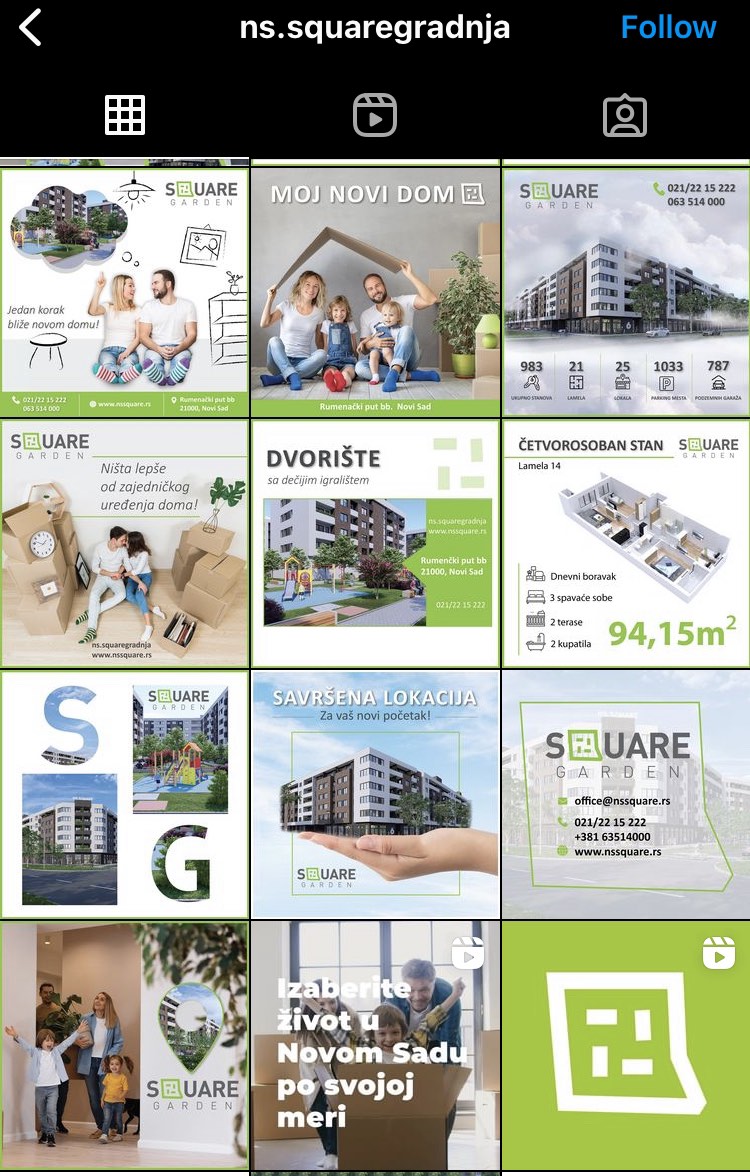 ns.squaregradnja
Follow
SQUARE
GARDEN
Jedan korak
bliže novom domu!
021/22 15 222
063 514 000
www.nssquare.rs
Rumenački put bb
21000, Novi Sad
MOJ NOVI DOM
Rumenački put bb. Novi Sad
SQUARE
GARDEN
021/22 15 222
063 514 000
983
21
25
1033
787
UKUPNO STANOVA
LAMELA
LOKALA
PARKING MESTA
PODZEMNIH GARAŽA
SQUARE
GARDEN
Ništa lepše
od zajedničkog
uređenja doma!
ns.squaregradnja
www.nssquare.rs
DVORIŠTE
sa dečijim igralištem
ns.squaregradnja
www.nssquare.rs
Rumenčki put bb
21000, Novi Sad
021/22 15 222
ČETVOROSOBAN STAN
Lamela 14
SQUARE
GARDEN
Dnevni boravak
3 spavaće sobe
2 terase
2 kupatila
94,15m²
S
SQUARE
GARDEN
G
SAVRŠENA LOKACIJA
Za vaš novi početak!
SQUARE
GARDEN
SQUARE
GARDEN
office@nssquare.rs
021/22 15 222
+381 63514000
www.nssquare.rs
SQUARE
GARDEN
Izaberite
život u
Novom Sadu
po svojoj
meri